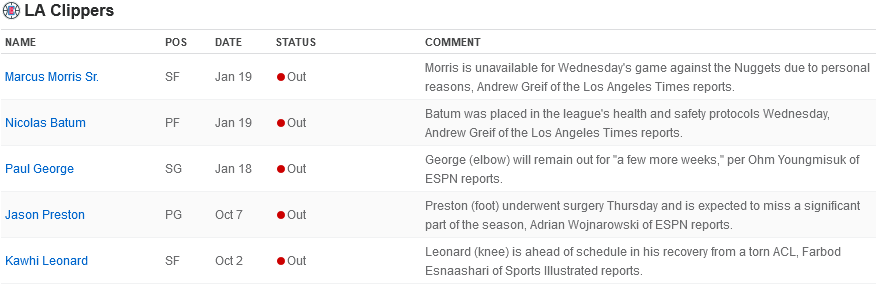 LA Clippers
NAME POS DATE STATUS COMMENT
Marcus Morris Sr. SF Jan 19 Out Morris is unavailable for Wednesday's game against the Nuggets due to personal
reasons, Andrew Greif of the Los Angeles Times reports.
Nicolas Batum PF Jan 19 Out Batum was placed in the league's health and safety protocols Wednesday,
Andrew Greif of the Los Angeles Times reports.
Paul George SG Jan 18 Out George (elbow) will remain out for "a few more weeks," per Ohm Youngmisuk of
ESPN reports.
Jason Preston PG Oct 7 Out Preston (foot) underwent surgery Thursday and is expected to miss a significant
part of the season, Adrian Wojnarowski of ESPN reports.
Kawhi Leonard SF Oct 2 Out Leonard (knee) is ahead of schedule in his recovery from a torn ACL, Farbod
Esnaashari of Sports Illustrated reports.